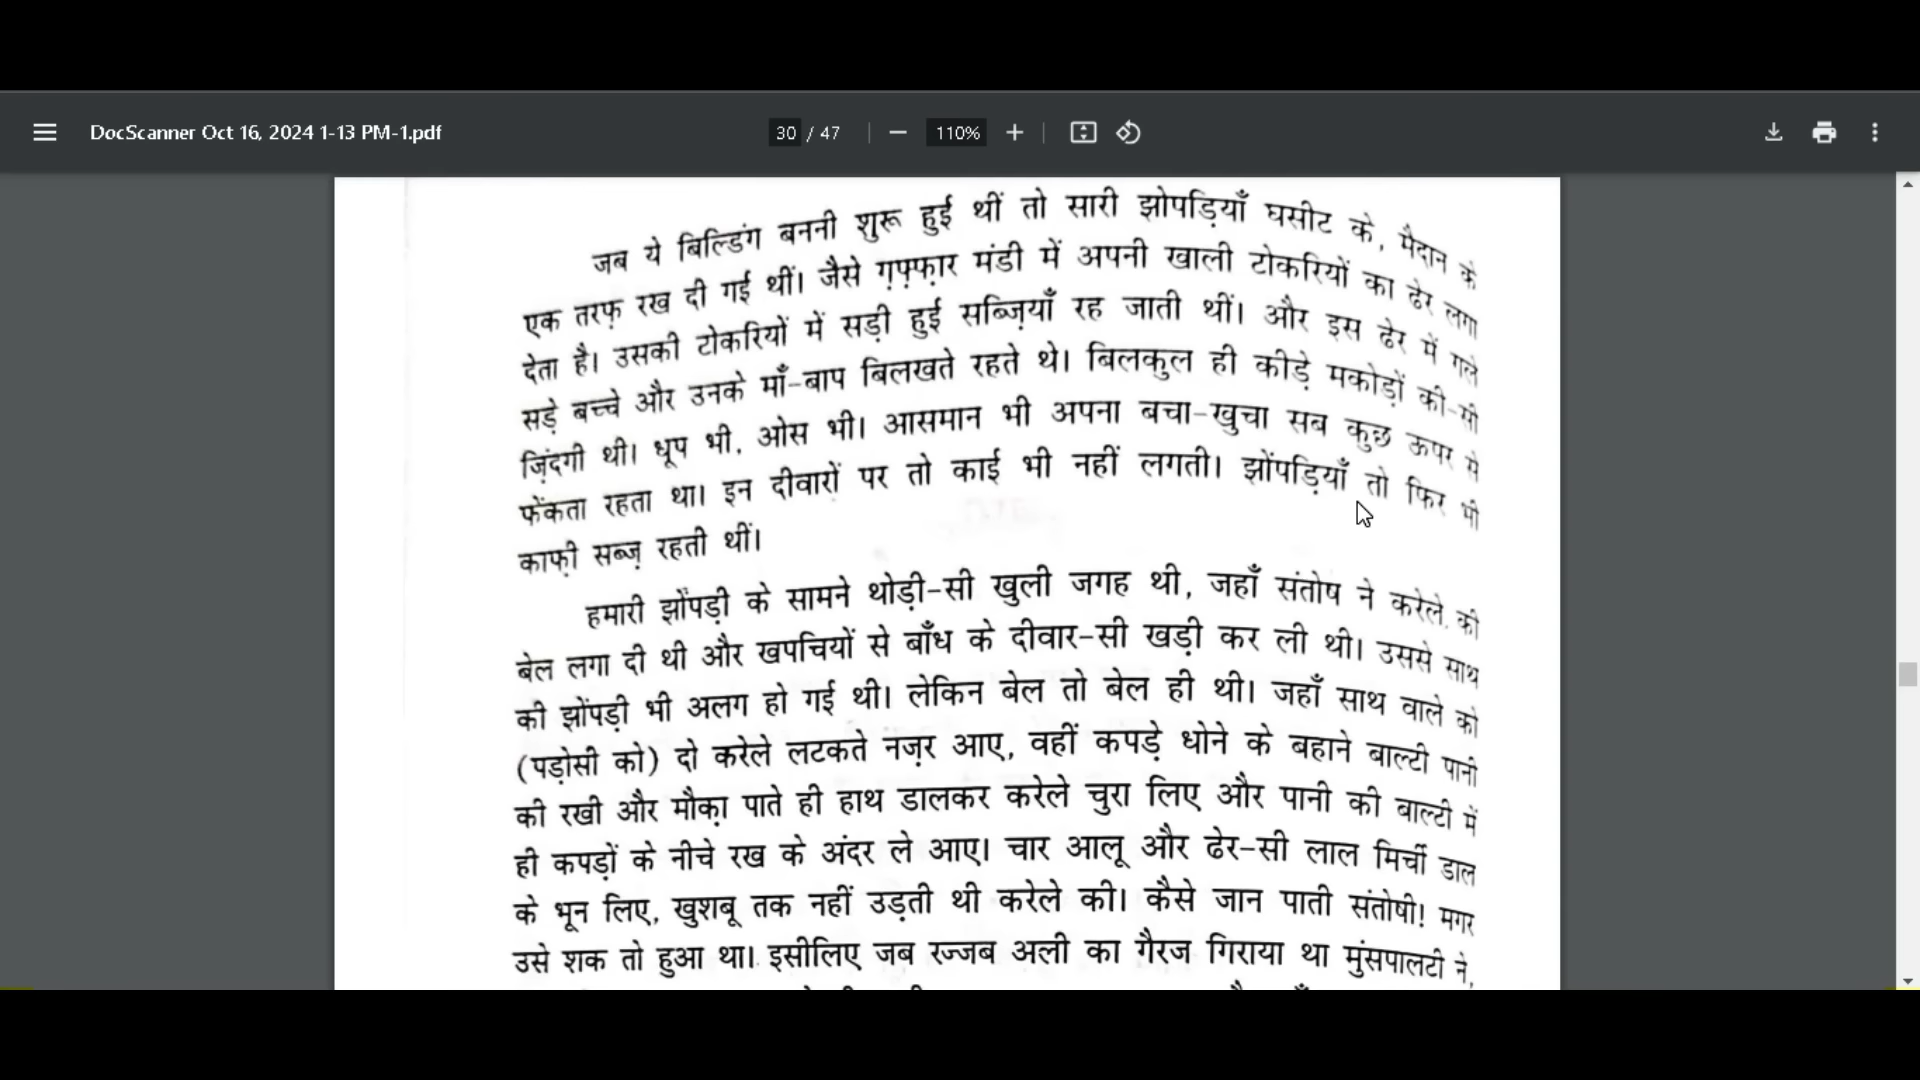 DocScanner Oct 16, 2024 1-13 PM-1.pdf
30 / 47
110%
जब ये बिल्डिंग बननी शुरू हुई थीं तो सारी झोपड़ियाँ घसीट के, मैदान के
एक तरफ़ रख दी गई थीं। जैसे ग़फ़्फ़ार मंडी में अपनी खाली टोकरियों का ढेर लगा
देता है। उसकी टोकरियों में सड़ी हुई सब्ज़ियाँ रह जाती थीं। और इस ढेर में गले
सड़े बच्चे और उनके माँ-बाप बिलखते रहते थे। बिलकुल ही कीड़े मकोड़ों की-सी
ज़िंदगी थी। धूप भी, ओस भी। आसमान भी अपना बचा-खुचा सब कुछ ऊपर से
फेंकता रहता था। इन दीवारों पर तो काई भी नहीं लगती। झोंपड़ियाँ तो फिर भी
काफ़ी सब्ज़ रहती थीं।
हमारी झोंपड़ी के सामने थोड़ी-सी खुली जगह थी, जहाँ संतोष ने करेले की
बेल लगा दी थी और खपचियों से बाँध के दीवार-सी खड़ी कर ली थी। उससे साथ
की झोंपड़ी भी अलग हो गई थी। लेकिन बेल तो बेल ही थी। जहाँ साथ वाले को
(पड़ोसी को) दो करेले लटकते नज़र आए, वहीं कपड़े धोने के बहाने बाल्टी पानी
की रखी और मौक़ा पाते ही हाथ डालकर करेले चुरा लिए और पानी की बाल्टी में
ही कपड़ों के नीचे रख के अंदर ले आए। चार आलू और ढेर-सी लाल मिर्ची डाल
के भून लिए, खुशबू तक नहीं उड़ती थी करेले की। कैसे जान पाती संतोषी! मगर
उसे शक तो हुआ था। इसीलिए जब रज्जब अली का गैरज गिराया था मुंसपालटी ने,